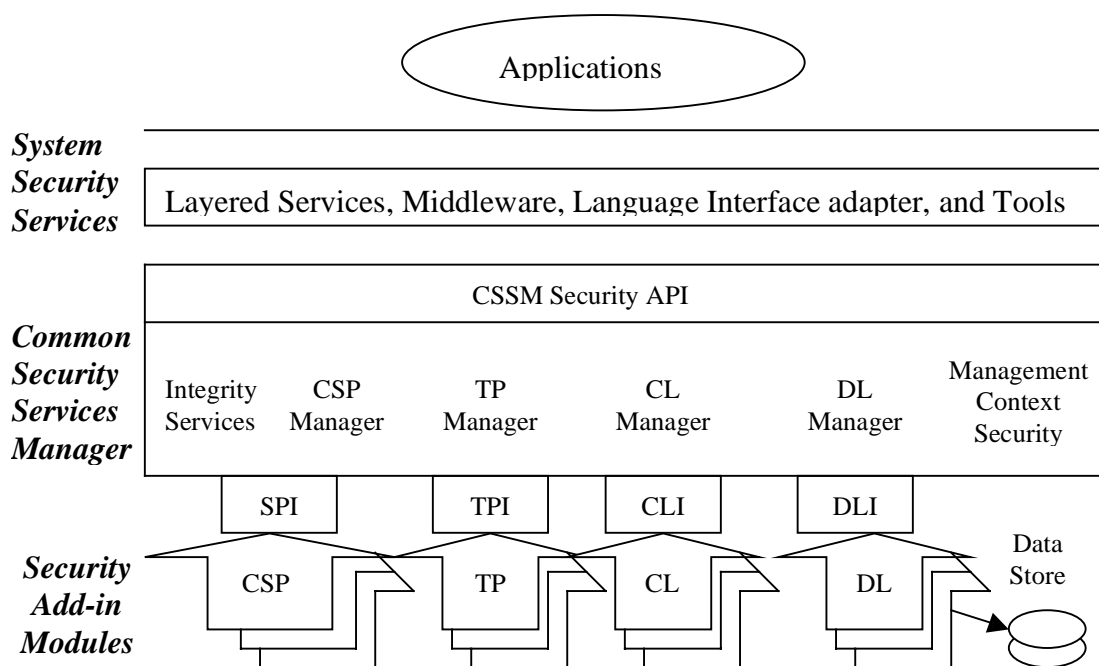 Applications
System
Security
Services
Layered Services, Middleware, Language Interface adapter, and Tools
CSSM Security API
Common
Security
Services
Manager
Integrity
Services
CSP
Manager
TP
Manager
CL
Manager
DL
Manager
Management
Context
Security
SPI
TPI
CLI
DLI
Security
Add-in
Modules
CSP
TP
CL
DL
Data
Store